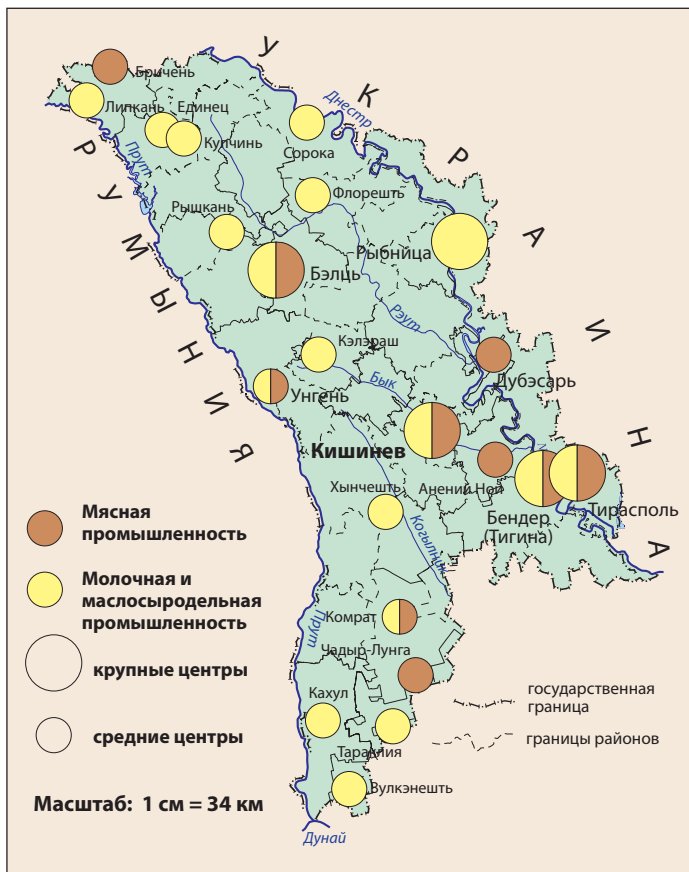 УКРАИНА
РУМЫНИЯ
Бричень
Липкань
Единец
Купчинь
Прут
Сорока
Днестр
Флорешть
Рышкань
Рыбница
Бэлць
Рэут
Кэлэраш
Дубэсарь
Бык
Унгень
Кишинев
Анений Ной
Хынчешть
Бендер
(Тигина)
Тирасполь
Когылник
Прут
Комрат
Чадыр-Лунга
Кахул
Тараклия
Вулкэнешть
Дунай
Мясная
промышленность
Молочная и
маслосыродельная
промышленность
крупные центры
средние центры
Масштаб: 1 см = 34 км
государственная
граница
границы районов